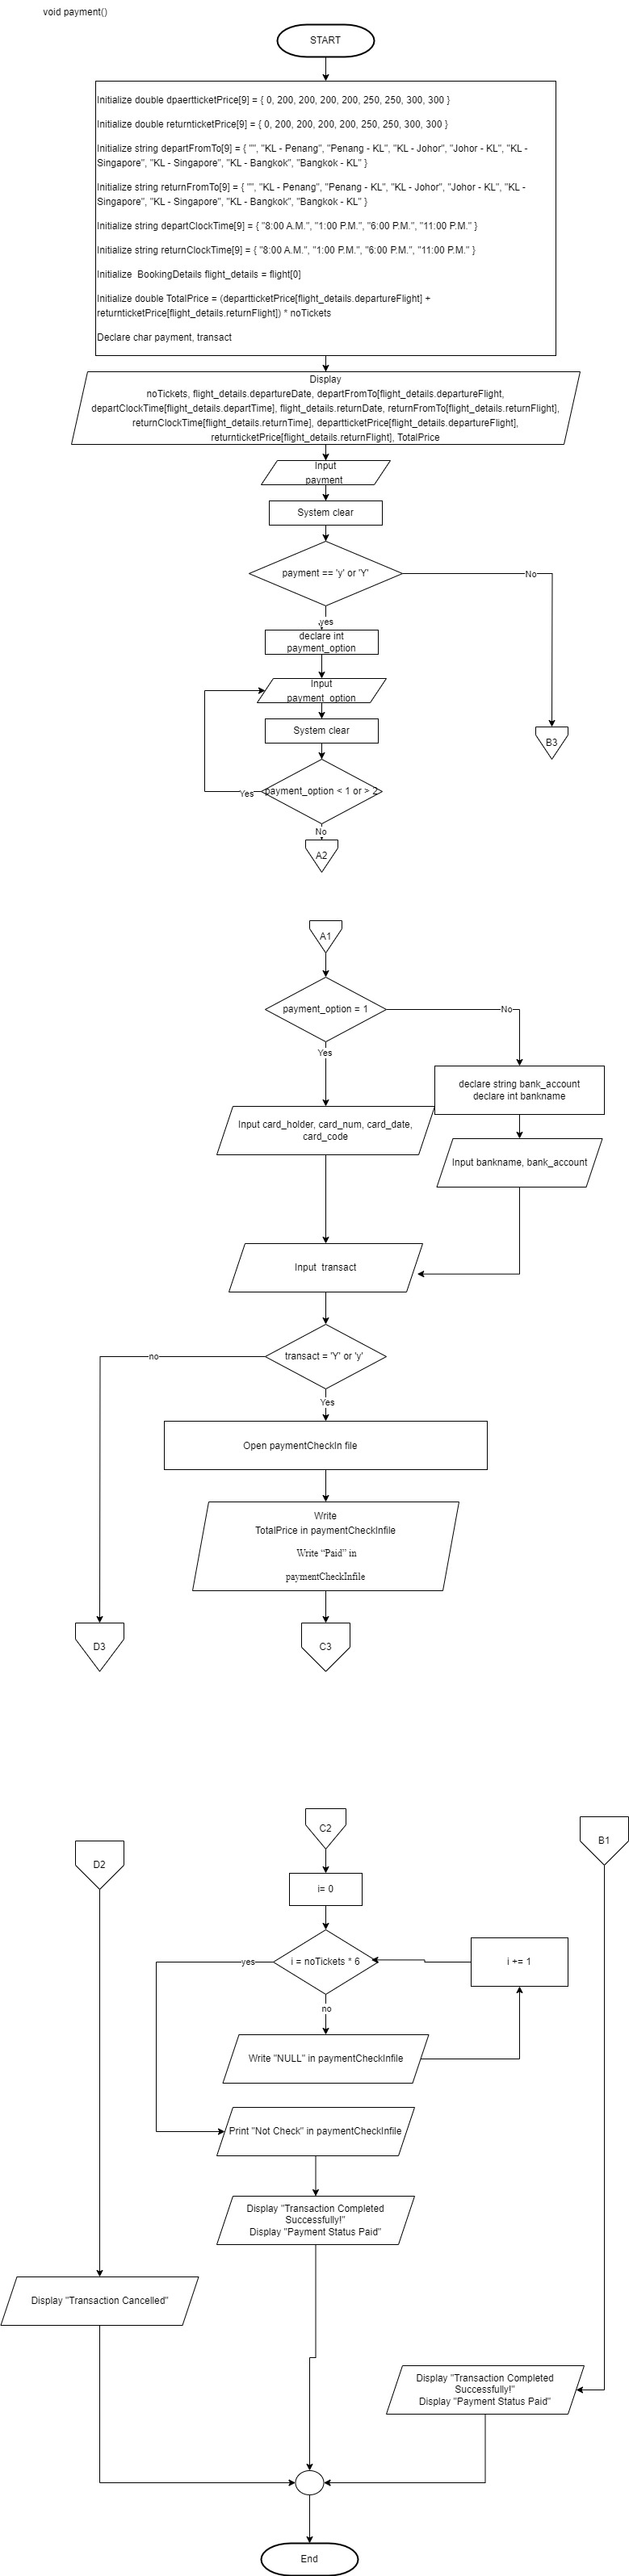 void payment()
START
Initialize double dpaertticketPrice[9] = { 0, 200, 200, 200, 200, 250, 250, 300, 300 }
Initialize double returnticketPrice[9] = { 0, 200, 200, 200, 200, 250, 250, 300, 300 }
Initialize string departFromTo[9] = { "", "KL - Penang", "Penang - KL", "KL - Johor", "Johor - KL", "KL -
Singapore", "KL - Singapore", "KL - Bangkok", "Bangkok - KL" }
Initialize string returnFromTo[9] = { "", "KL - Penang", "Penang - KL", "KL - Johor", "Johor - KL", "KL -
Singapore", "KL - Singapore", "KL - Bangkok", "Bangkok - KL" }
Initialize string departClockTime[9] = { "8:00 A.M.", "1:00 P.M.", "6:00 P.M.", "11:00 P.M." }
Initialize string returnClockTime[9] = { "8:00 A.M.", "1:00 P.M.", "6:00 P.M.", "11:00 P.M." }
Initialize BookingDetails flight_details = flight[0]
Initialize double TotalPrice = (departticketPrice[flight_details.departureFlight] +
returnticketPrice[flight_details.returnFlight]) * noTickets
Declare char payment, transact
Display
noTickets, flight_details.departureDate, departFromTo[flight_details.departureFlight,
departClockTime[flight_details.departTime], flight_details.returnDate, returnFromTo[flight_details.returnFlight],
returnClockTime[flight_details.returnTime], departticketPrice[flight_details.departureFlight],
returnticketPrice[flight_details.returnFlight], TotalPrice
Input
payment
System clear
payment == 'y' or 'Y'
No
yes
declare int
payment_option
Input
payment_option
System clear
B3
payment_option < 1 or > 2
Yes
No
A2
A1
payment_option = 1
No
Yes
declare string bank_account
declare int bankname
Input card_holder, card_num, card_date,
card_code
Input bankname, bank_account
Input transact
transact = 'Y' or 'y'
no
Yes
Open paymentCheckIn file
Write
TotalPrice in paymentCheckInfile
Write “Paid” in
paymentCheckInfile
D3
C3
C2
B1
D2
i= 0
i = noTickets * 6
yes
i += 1
no
Write "NULL" in paymentCheckInfile
Print "Not Check" in paymentCheckInfile
Display "Transaction Completed
Successfully!"
Display "Payment Status Paid"
Display "Transaction Cancelled"
Display "Transaction Completed
Successfully!"
Display "Payment Status Paid"
End